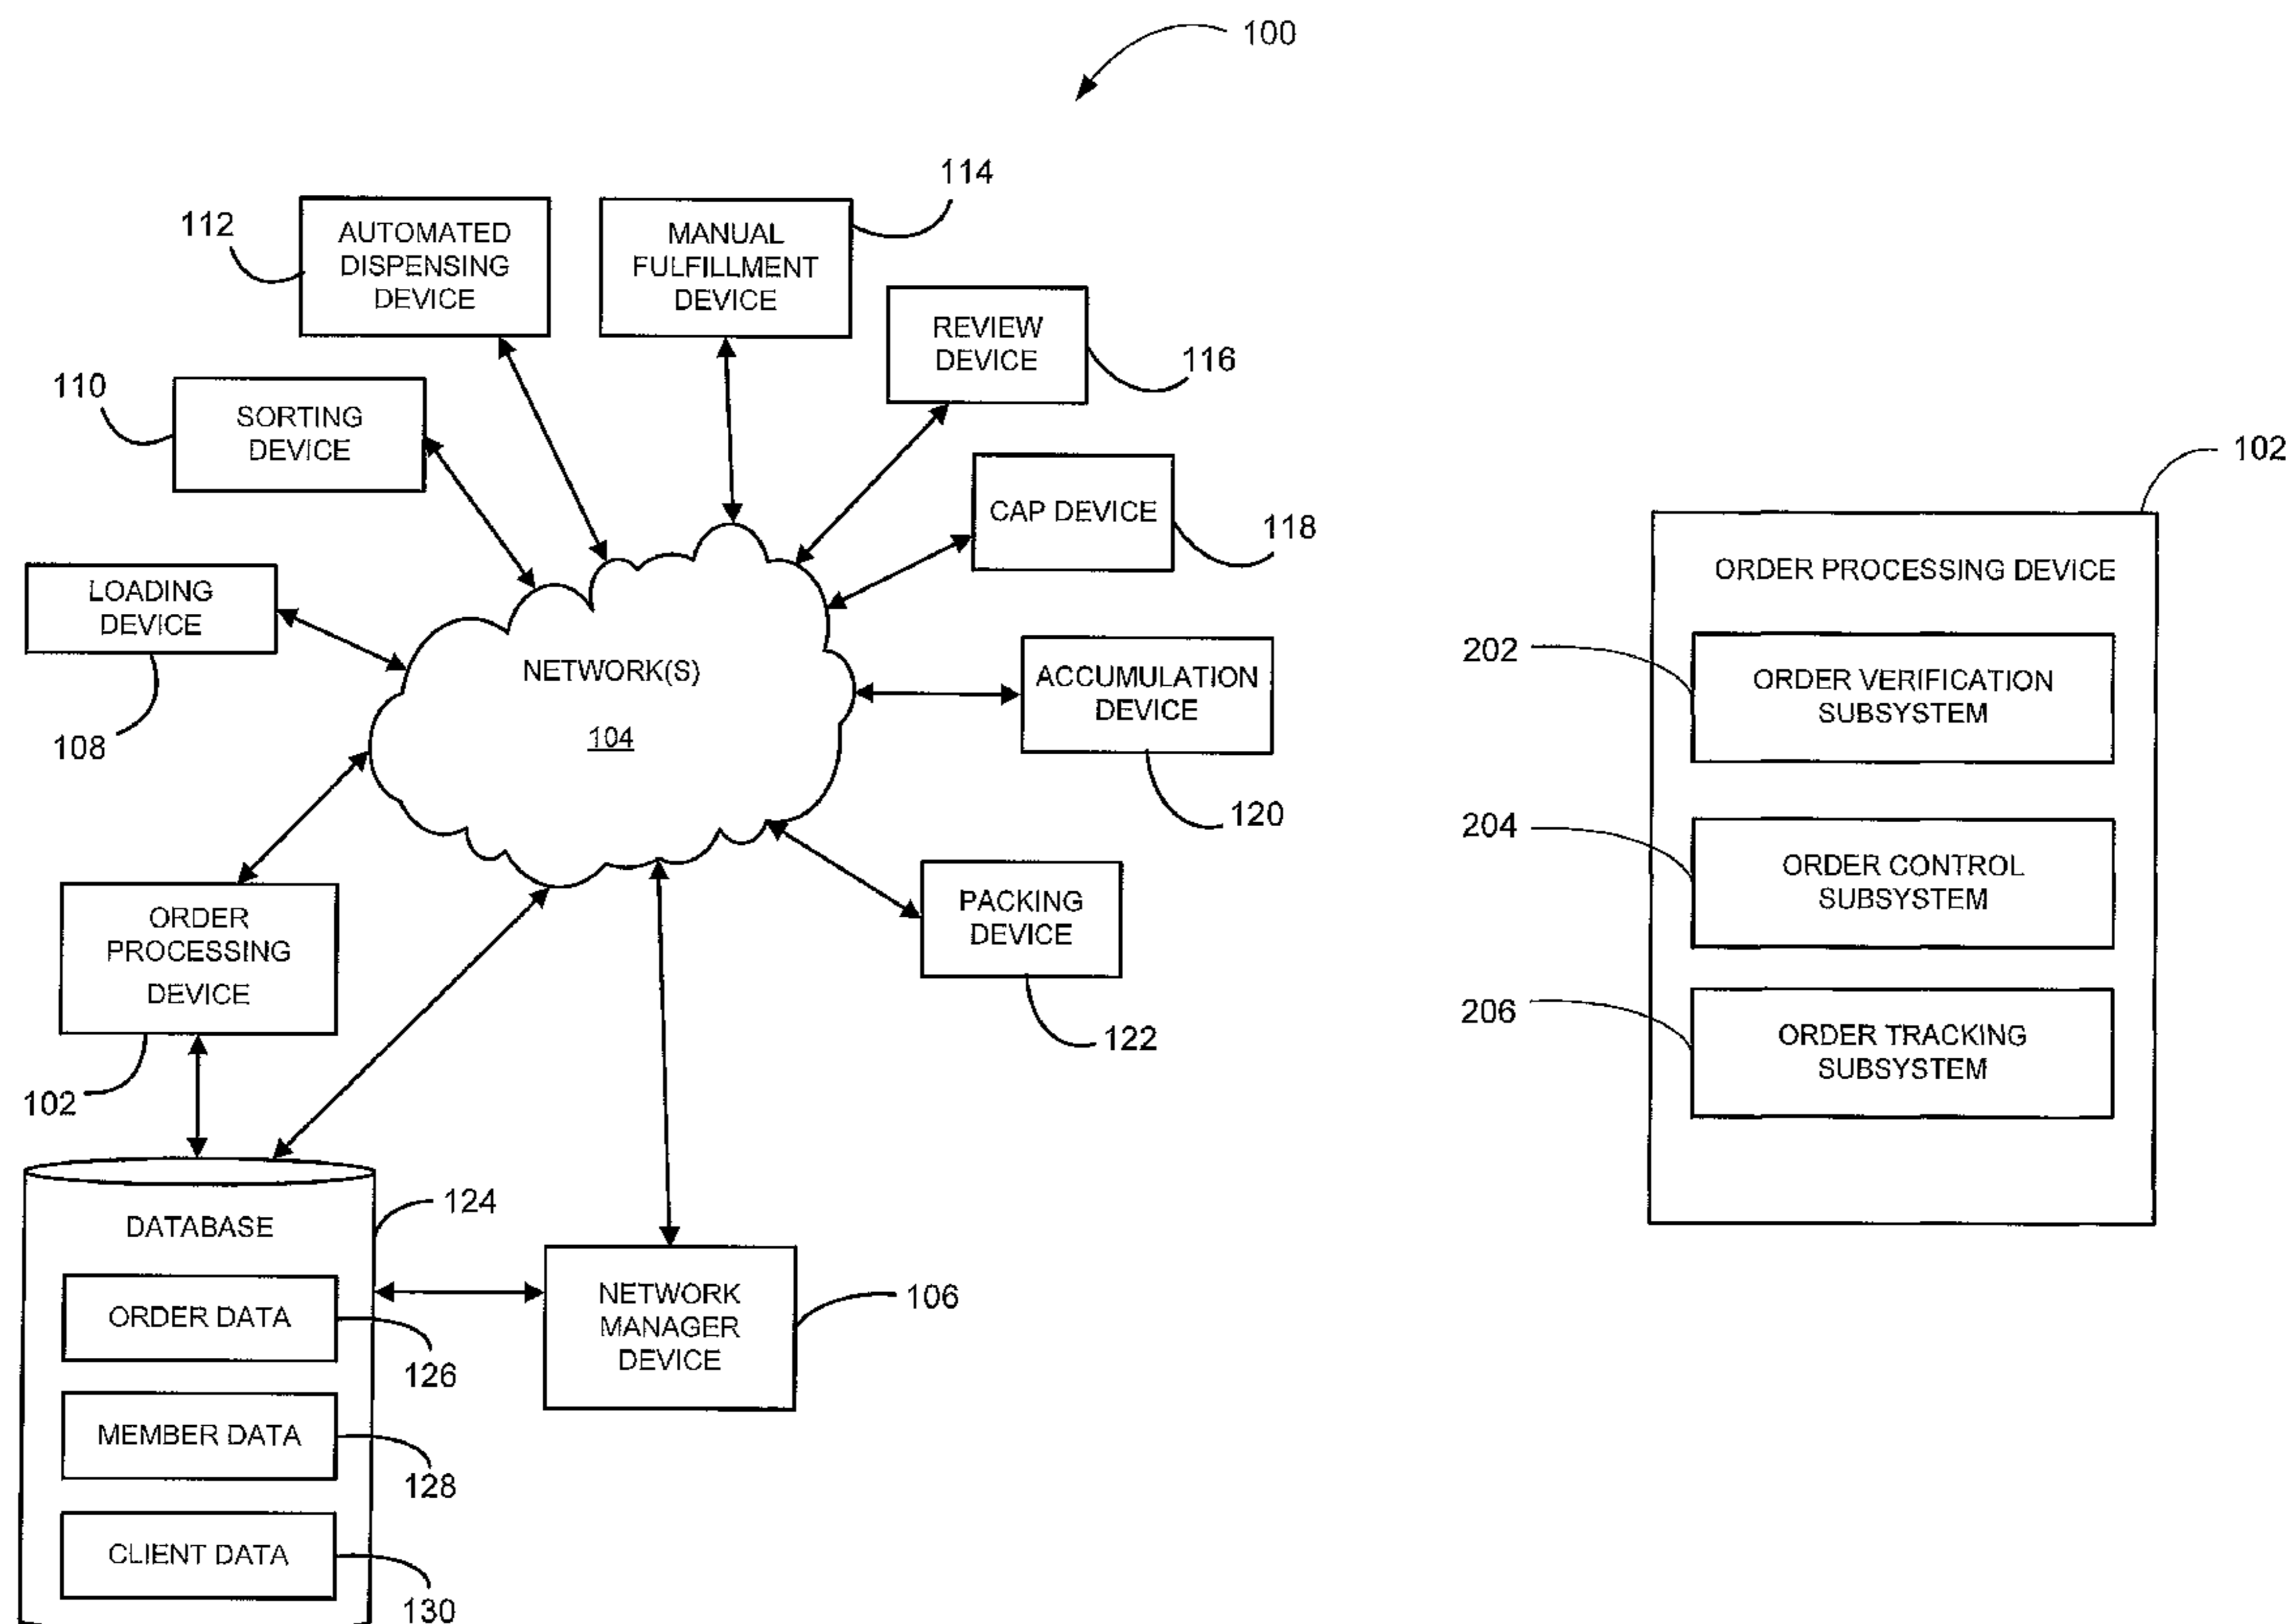 100
114
112
AUTOMATED
DISPENSING
DEVICE
MANUAL
FULFILLMENT
DEVICE
REVIEW
DEVICE
116
110
SORTING
DEVICE
CAP DEVICE
118
LOADING
DEVICE
108
NETWORK(S)
104
ACCUMULATION
DEVICE
120
ORDER
PROCESSING
DEVICE
102
PACKING
DEVICE
122
DATABASE
124
ORDER DATA
126
MEMBER DATA
128
CLIENT DATA
130
NETWORK
MANAGER
DEVICE
106
102
ORDER PROCESSING DEVICE
202
ORDER VERIFICATION
SUBSYSTEM
204
ORDER CONTROL
SUBSYSTEM
206
ORDER TRACKING
SUBSYSTEM